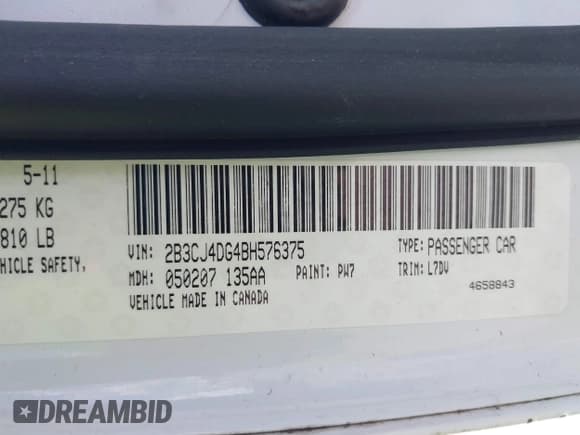 5-11
275 KG
810 LB
HICLE SAFETY,
VIN: 2B3CJ4DG4BH576375 TYPE: PASSENGER CAR
MDH: 050207 135AA PAINT: PW7 TRIM: L7DV
VEHICLE MADE IN CANADA 4658843
DREAMBID